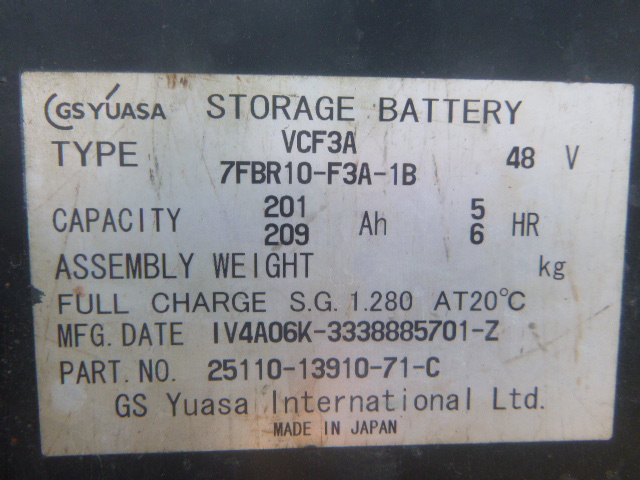 GS YUASA STORAGE BATTERY
TYPE VCF3A 48 V
7FBR10-F3A-1B
CAPACITY 201 Ah 5 HR
209 6
ASSEMBLY WEIGHT kg
FULL CHARGE S.G. 1.280 AT20℃
MFG. DATE IV4A06K-3338885701-Z
PART. NO. 25110-13910-71-C
GS Yuasa International Ltd.
MADE IN JAPAN